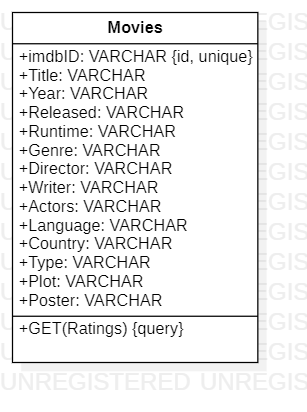 Movies
+imdbID: VARCHAR {id, unique}
+Title: VARCHAR
+Year: VARCHAR
+Released: VARCHAR
+Runtime: VARCHAR
+Genre: VARCHAR
+Director: VARCHAR
+Writer: VARCHAR
+Actors: VARCHAR
+Language: VARCHAR
+Country: VARCHAR
+Type: VARCHAR
+Plot: VARCHAR
+Poster: VARCHAR
+GET(Ratings) {query}
UNREGISTERED UNREGIS